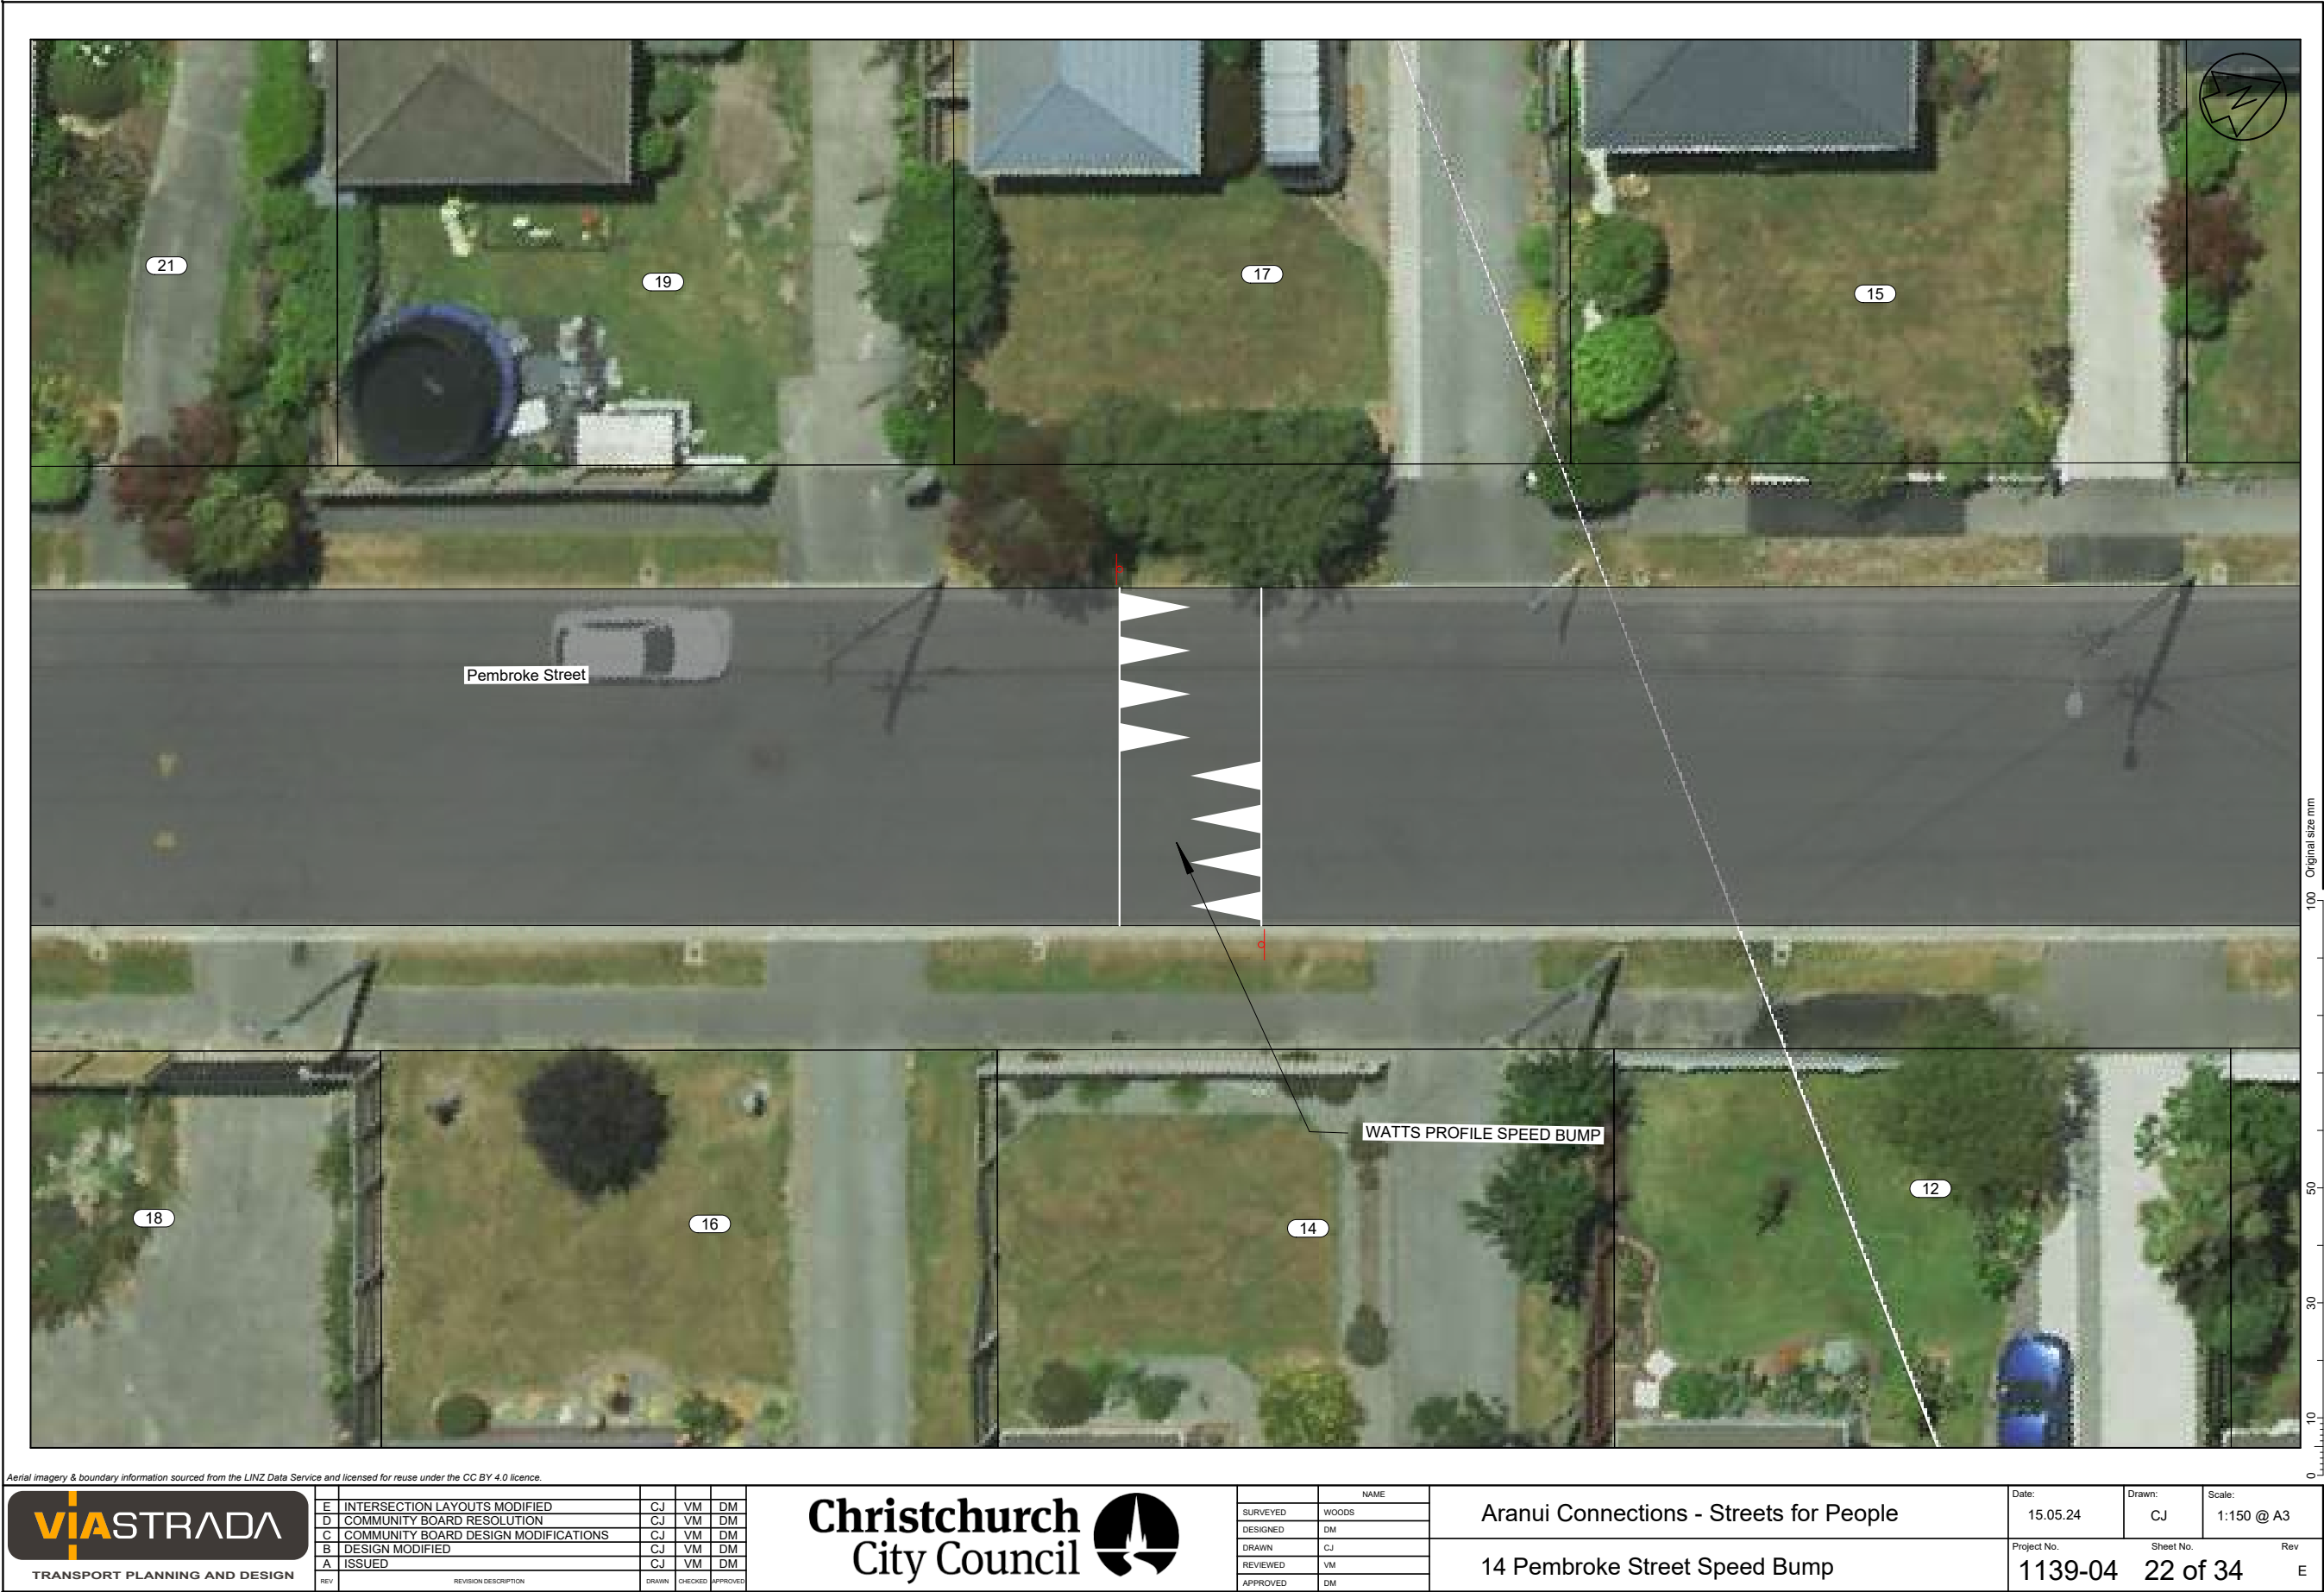 21
19
17
15
Pembroke Street
WATTS PROFILE SPEED BUMP
18
16
14
12
Original size mm
100
50
30
10
0
Aerial imagery & boundary information sourced from the LINZ Data Service and licensed for reuse under the CC BY 4.0 licence.
VIASTRADA
TRANSPORT PLANNING AND DESIGN
E INTERSECTION LAYOUTS MODIFIED CJ VM DM
D COMMUNITY BOARD RESOLUTION CJ VM DM
C COMMUNITY BOARD DESIGN MODIFICATIONS CJ VM DM
B DESIGN MODIFIED CJ VM DM
A ISSUED CJ VM DM
REV REVISION DESCRIPTION DRAWN CHECKED APPROVED
Christchurch
City Council
NAME
SURVEYED WOODS
DESIGNED DM
DRAWN CJ
REVIEWED VM
APPROVED DM
Aranui Connections - Streets for People
14 Pembroke Street Speed Bump
Date: Drawn: Scale:
15.05.24 CJ 1:150 @ A3
Project No. Sheet No. Rev
1139-04 22 of 34 E